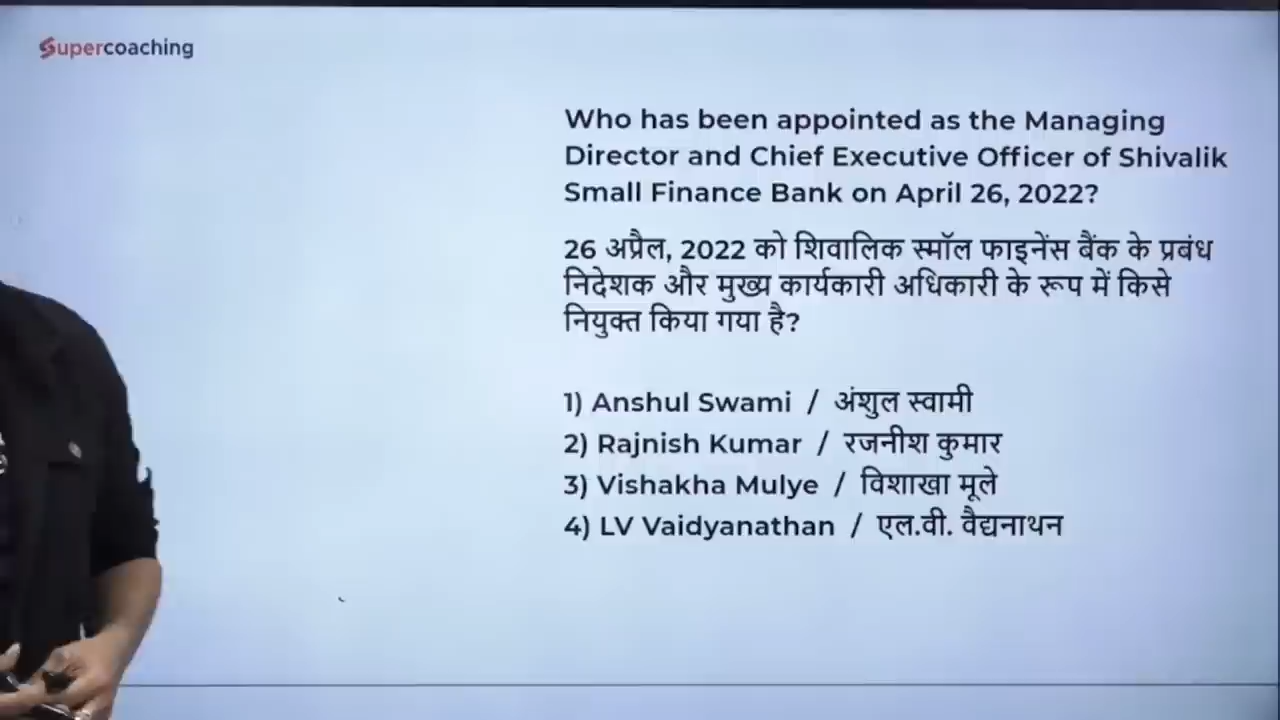 Supercoaching
Who has been appointed as the Managing
Director and Chief Executive Officer of Shivalik
Small Finance Bank on April 26, 2022?
26 अप्रैल, 2022 को शिवालिक स्मॉल फाइनेंस बैंक के प्रबंध
निदेशक और मुख्य कार्यकारी अधिकारी के रूप में किसे
नियुक्त किया गया है?
1) Anshul Swami / अंशुल स्वामी
2) Rajnish Kumar / रजनीश कुमार
3) Vishakha Mulye / विशाखा मूले
4) LV Vaidyanathan / एल.वी. वैद्यनाथन